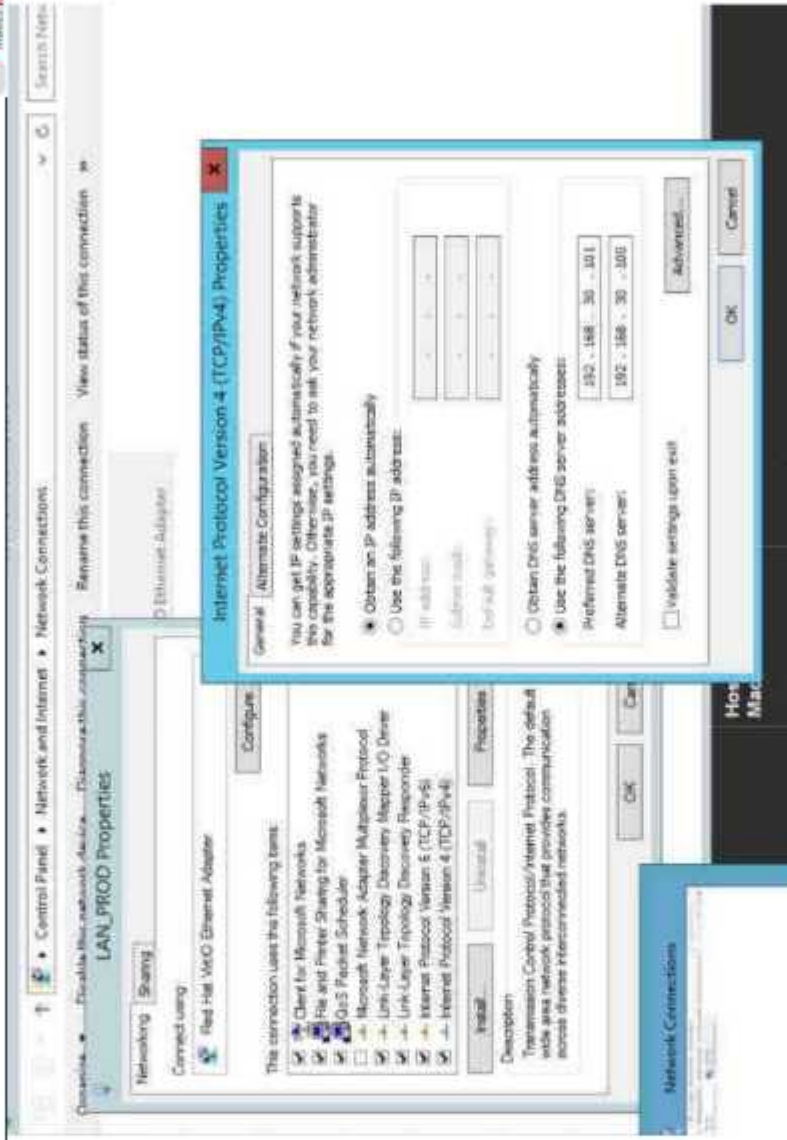 Control Panel ▸ Network and Internet ▸ Network Connections
Search Netw
Disable this network device
Rename this connection
View status of this connection »
LAN_PROD Properties
Networking
Sharing
Connect using:
Red Hat VirtIO Ethernet Adapter
Configure
This connection uses the following items:
Client for Microsoft Networks
File and Printer Sharing for Microsoft Networks
QoS Packet Scheduler
Microsoft Network Adapter Multiplexor Protocol
Link-Layer Topology Discovery Mapper I/O Driver
Link-Layer Topology Discovery Responder
Internet Protocol Version 6 (TCP/IPv6)
Internet Protocol Version 4 (TCP/IPv4)
Install...
Uninstall
Properties
Description
Transmission Control Protocol/Internet Protocol. The default
wide area network protocol that provides communication
across diverse interconnected networks.
OK
Can
O Ethernet Adapter
Internet Protocol Version 4 (TCP/IPv4) Properties
General
Alternate Configuration
You can get IP settings assigned automatically if your network supports
this capability. Otherwise, you need to ask your network administrator
for the appropriate IP settings.
Obtain an IP address automatically
Use the following IP address:
IP address:
Subnet mask:
Default gateway:
Obtain DNS server address automatically
Use the following DNS server addresses:
Preferred DNS server:
192 . 168 . 30 . 101
Alternate DNS server:
192 . 168 . 30 . 100
Validate settings upon exit
Advanced...
OK
Cancel
Network Connections
Hos
Mac